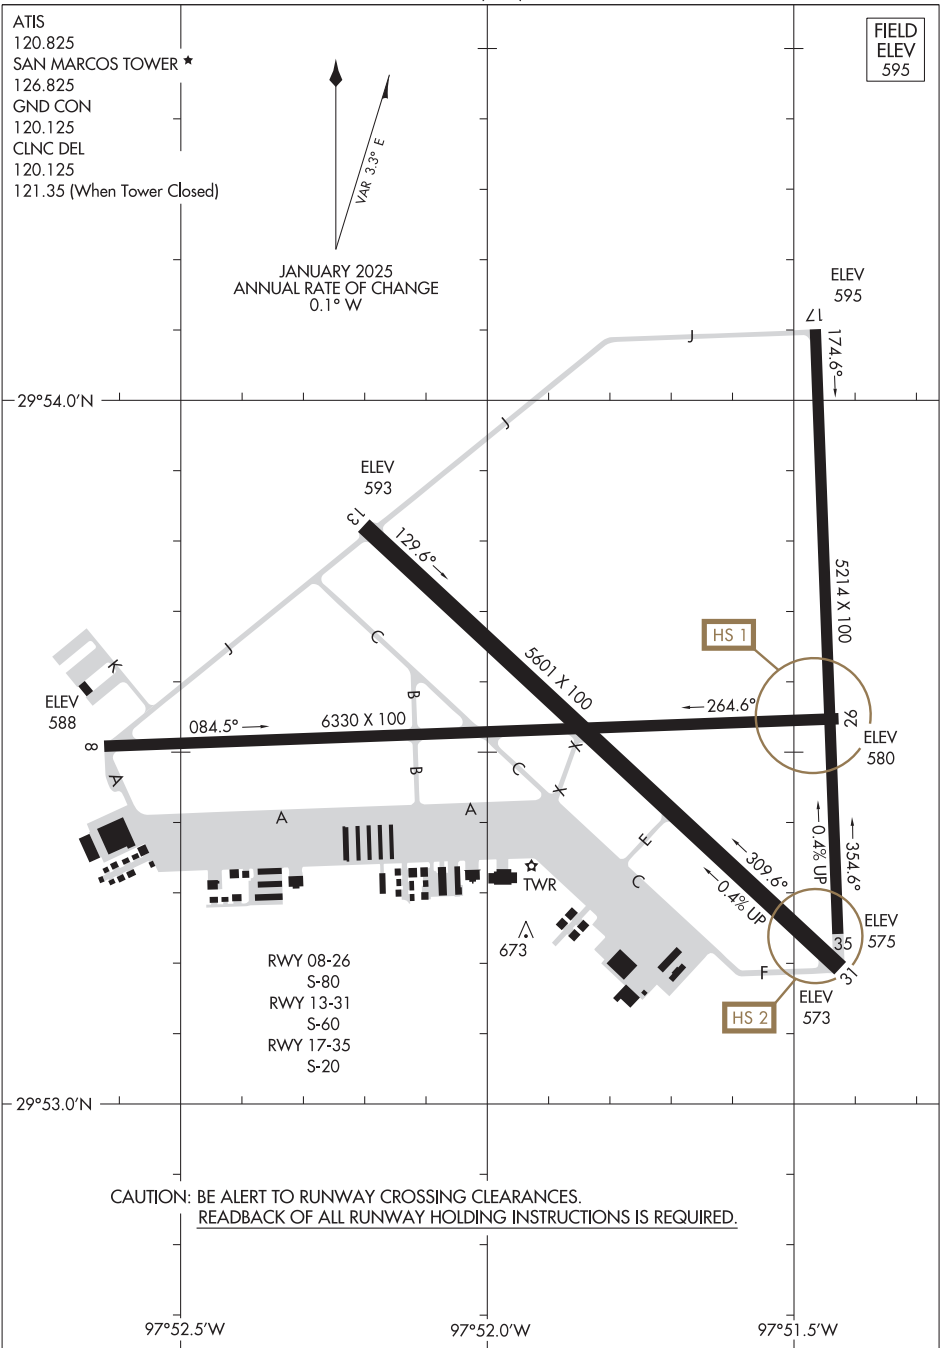 ATIS
120.825
SAN MARCOS TOWER ★
126.825
GND CON
120.125
CLNC DEL
120.125
121.35 (When Tower Closed)
FIELD
ELEV
595
VAR 3.3° E
JANUARY 2025
ANNUAL RATE OF CHANGE
0.1° W
ELEV
595
17
J
174.6°
29°54.0'N
J
ELEV
593
13
129.6°
5214 X 100
HS 1
C
J
5601 X 100
K
B
ELEV
588
084.5°
6330 X 100
264.6°
26
ELEV
580
8
X
A
B
C
X
A
A
E
0.4% UP
354.6°
309.6°
0.4% UP
TWR
C
673
ELEV
575
35
F
31
RWY 08-26
S-80
RWY 13-31
S-60
RWY 17-35
S-20
HS 2
ELEV
573
29°53.0'N
CAUTION: BE ALERT TO RUNWAY CROSSING CLEARANCES.
READBACK OF ALL RUNWAY HOLDING INSTRUCTIONS IS REQUIRED.
97°52.5'W
97°52.0'W
97°51.5'W